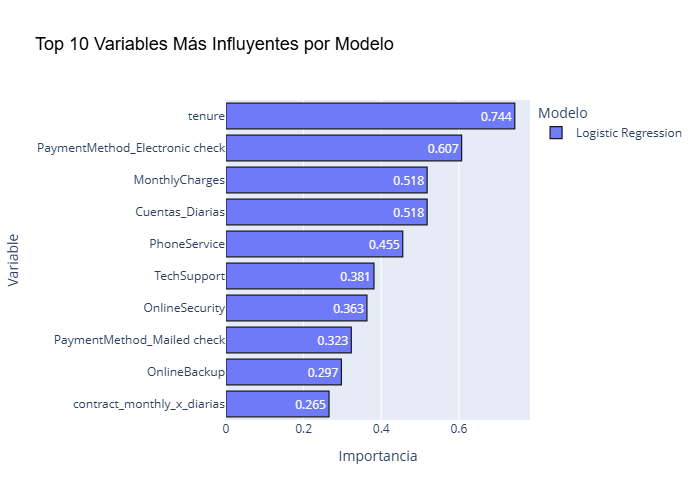 Top 10 Variables Más Influyentes por Modelo
Modelo
Logistic Regression
Variable
tenure 0.744
PaymentMethod_Electronic check 0.607
MonthlyCharges 0.518
Cuentas_Diarias 0.518
PhoneService 0.455
TechSupport 0.381
OnlineSecurity 0.363
PaymentMethod_Mailed check 0.323
OnlineBackup 0.297
contract_monthly_x_diarias 0.265
0 0.2 0.4 0.6
Importancia